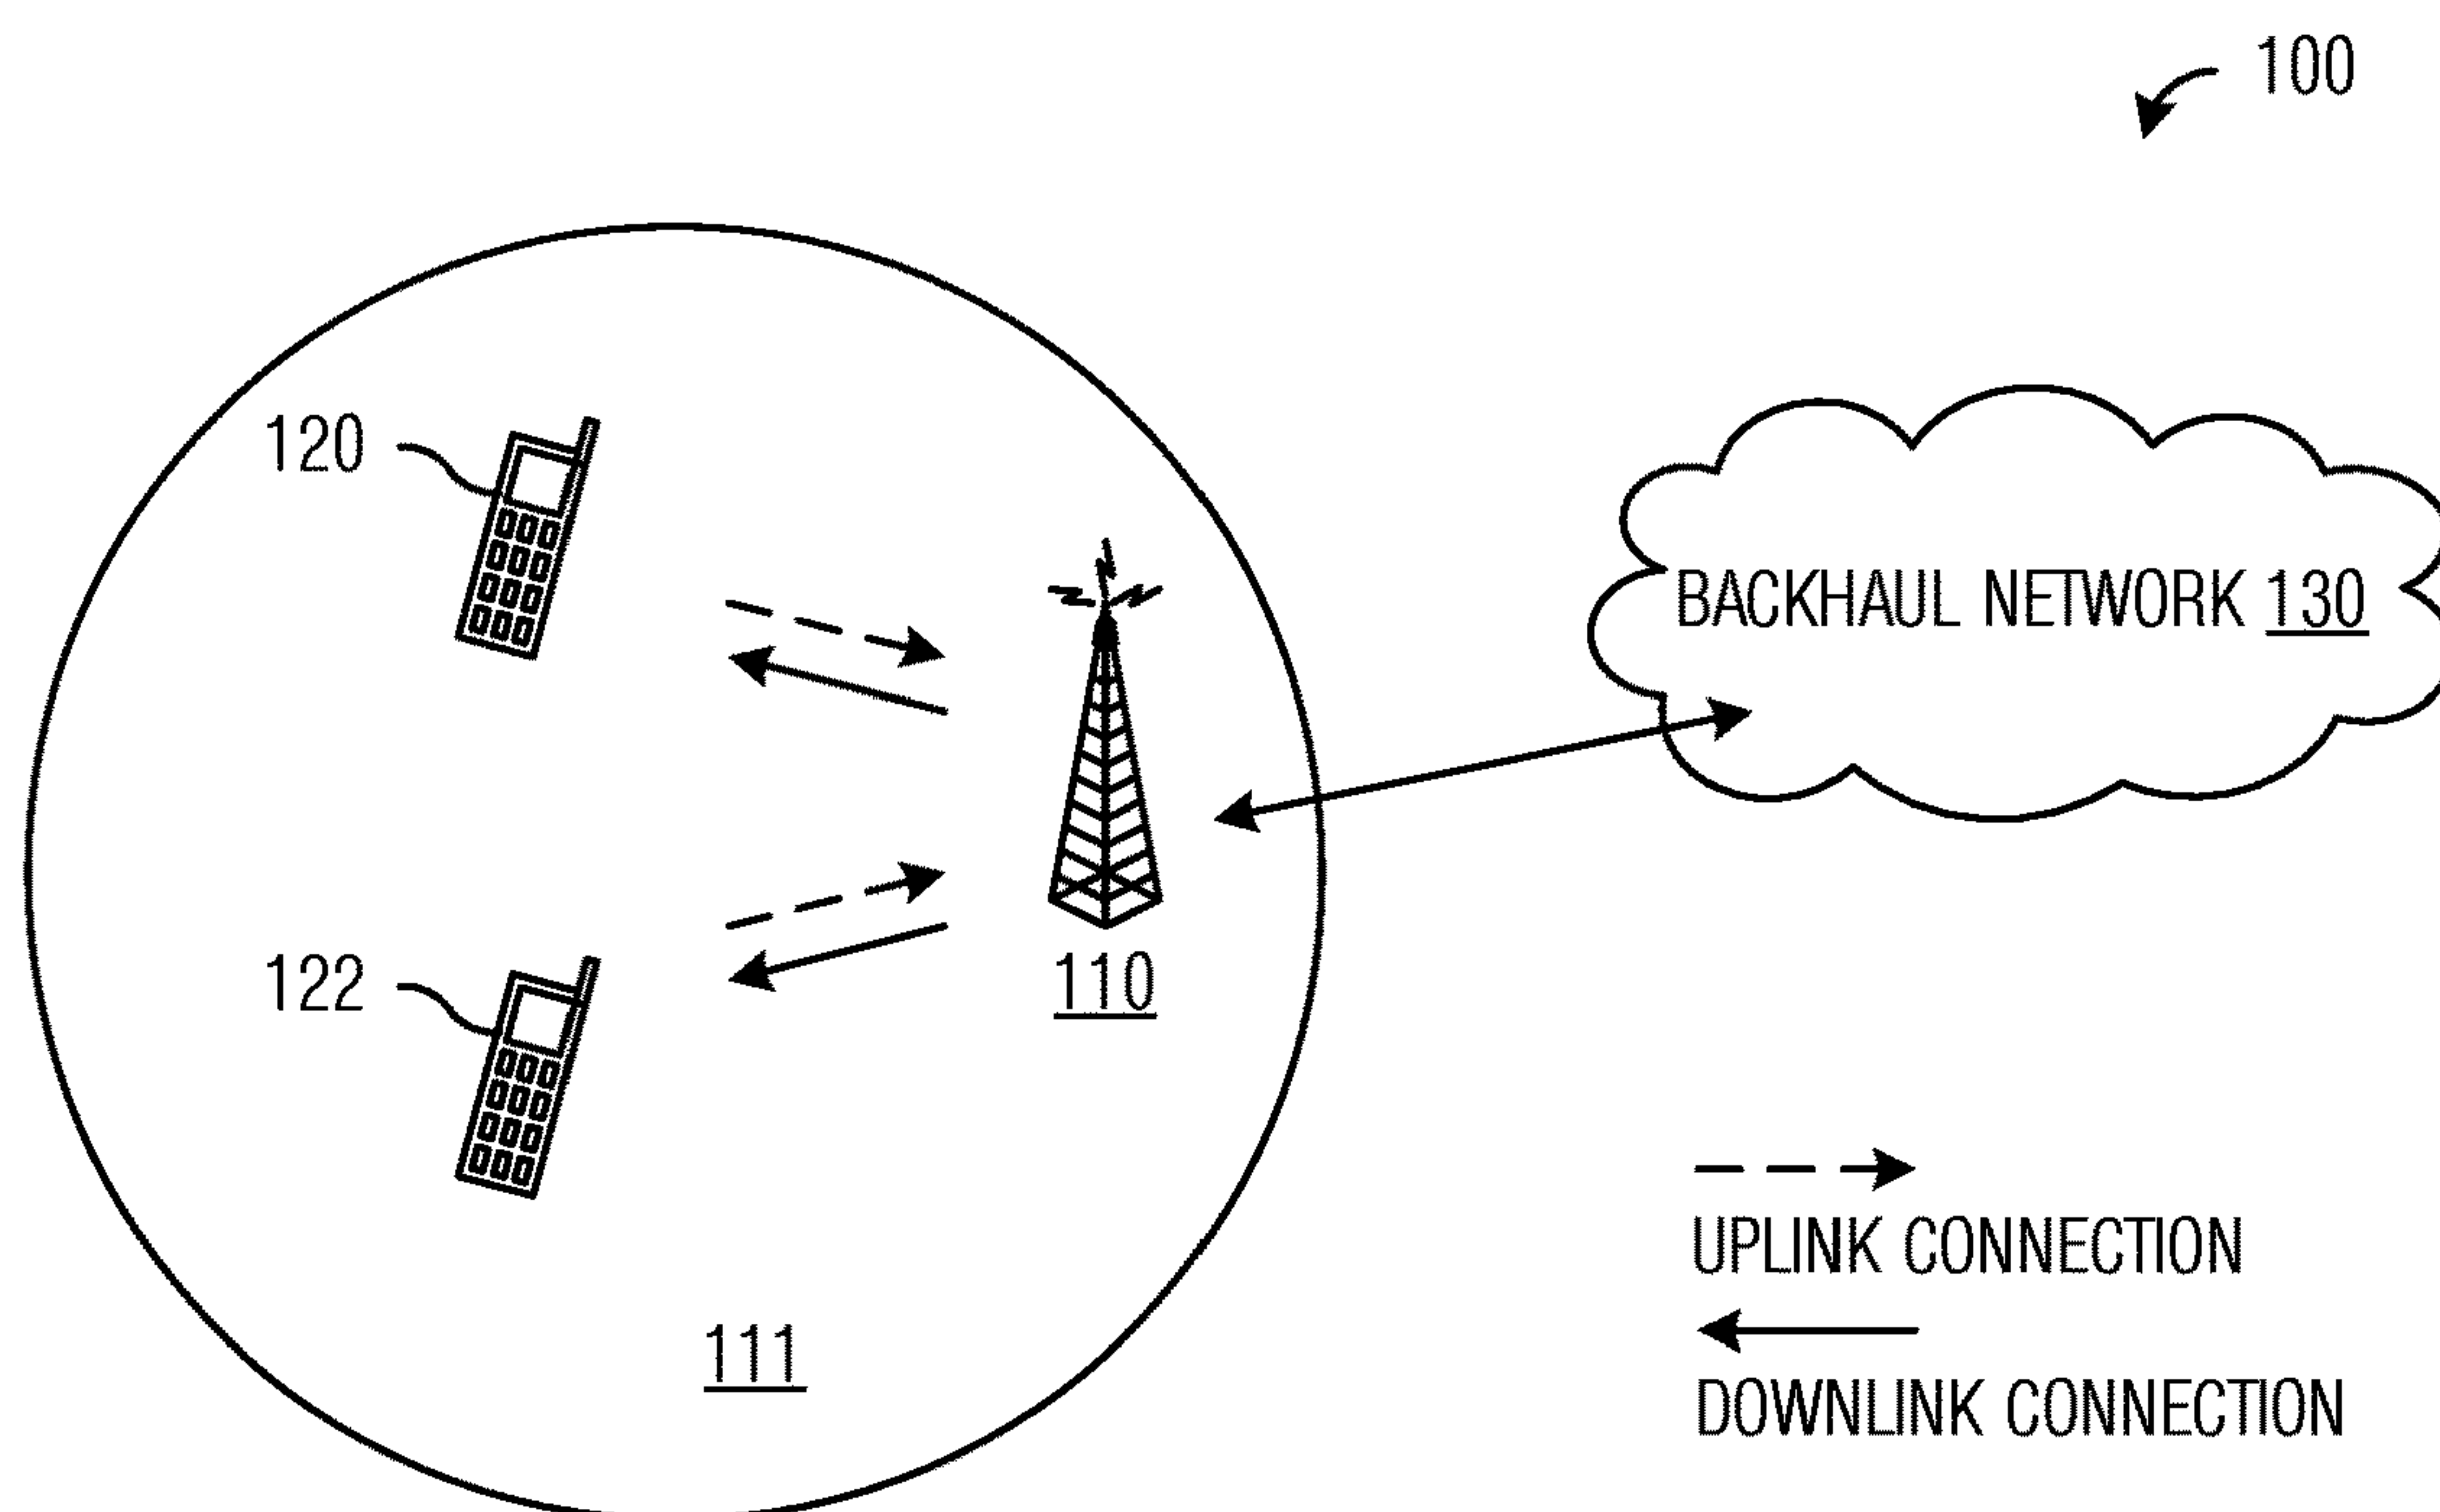 100
120
BACKHAUL NETWORK 130
122
110
UPLINK CONNECTION
111
DOWNLINK CONNECTION